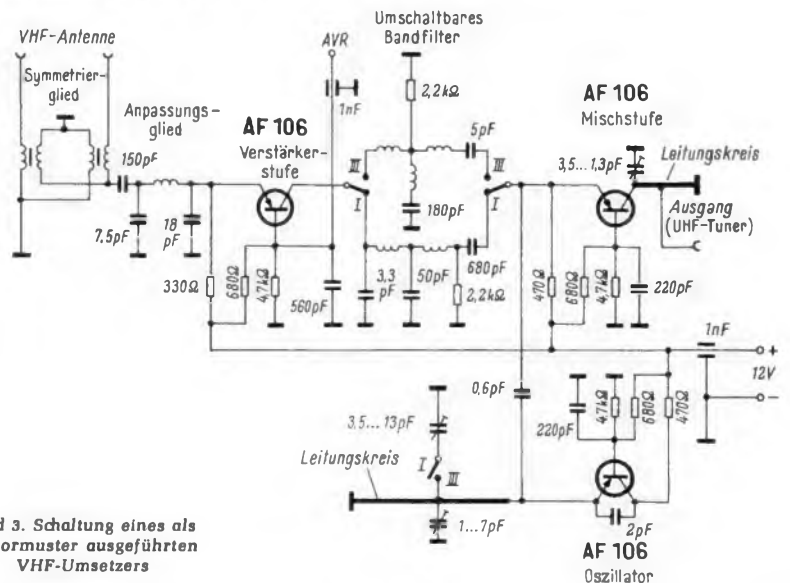 VHF-Antenne
Symmetrier-
glied
Anpassungs-
glied
150pF
7,5pF
18
pF
AF 106
Verstärker-
stufe
AVR
1nF
Umschaltbares
Bandfilter
2,2kΩ
5pF
III
I
III
I
180pF
AF 106
Mischstufe
3,5...1,3pF
Leitungskreis
Ausgang
(UHF-Tuner)
330Ω
680Ω
4,7kΩ
560pF
3,3
pF
50pF
680pF
2,2kΩ
470Ω
680Ω
4,7kΩ
220pF
1nF
+
12V
–
0,6pF
3,5...13pF
I
III
Leitungskreis
1...7pF
220pF
4,7kΩ
680Ω
470Ω
2pF
AF 106
Oszillator
d 3. Schaltung eines als
ormuster ausgeführten
VHF-Umsetzers